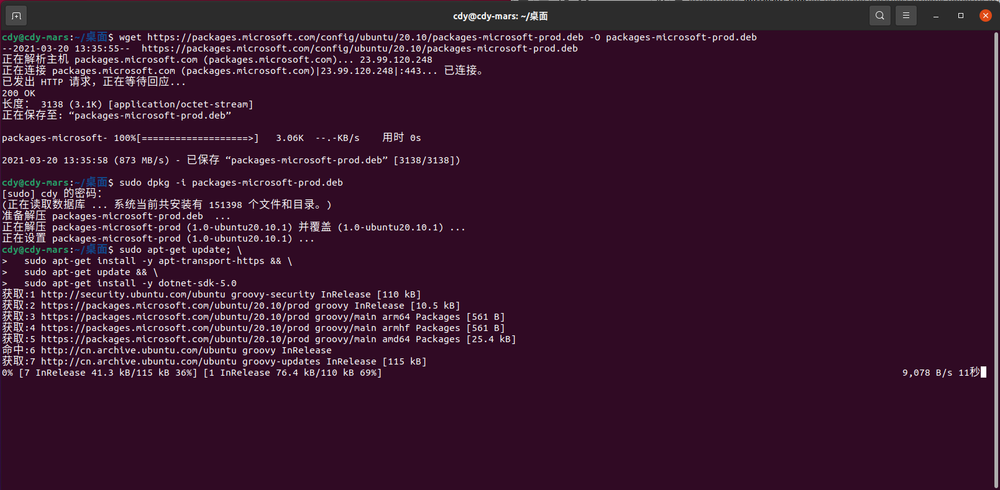 cdy@cdy-mars: ~/桌面
cdy@cdy-mars:~/桌面$ wget https://packages.microsoft.com/config/ubuntu/20.10/packages-microsoft-prod.deb -O packages-microsoft-prod.deb
--2021-03-20 13:35:55--  https://packages.microsoft.com/config/ubuntu/20.10/packages-microsoft-prod.deb
正在解析主机 packages.microsoft.com (packages.microsoft.com)... 23.99.120.248
正在连接 packages.microsoft.com (packages.microsoft.com)|23.99.120.248|:443... 已连接。
已发出 HTTP 请求，正在等待回应...
200 OK
长度： 3138 (3.1K) [application/octet-stream]
正在保存至: “packages-microsoft-prod.deb”
packages-microsoft- 100%[===================>]   3.06K  --.-KB/s    用时 0s
2021-03-20 13:35:58 (873 MB/s) - 已保存 “packages-microsoft-prod.deb” [3138/3138])
cdy@cdy-mars:~/桌面$ sudo dpkg -i packages-microsoft-prod.deb
[sudo] cdy 的密码：
(正在读取数据库 ... 系统当前共安装有 151398 个文件和目录。)
准备解压 packages-microsoft-prod.deb  ...
正在解压 packages-microsoft-prod (1.0-ubuntu20.10.1) 并覆盖 (1.0-ubuntu20.10.1) ...
正在设置 packages-microsoft-prod (1.0-ubuntu20.10.1) ...
cdy@cdy-mars:~/桌面$ sudo apt-get update; \
>   sudo apt-get install -y apt-transport-https && \
>   sudo apt-get update && \
>   sudo apt-get install -y dotnet-sdk-5.0
获取:1 http://security.ubuntu.com/ubuntu groovy-security InRelease [110 kB]
获取:2 https://packages.microsoft.com/ubuntu/20.10/prod groovy InRelease [10.5 kB]
获取:3 https://packages.microsoft.com/ubuntu/20.10/prod groovy/main arm64 Packages [561 B]
获取:4 https://packages.microsoft.com/ubuntu/20.10/prod groovy/main armhf Packages [561 B]
获取:5 https://packages.microsoft.com/ubuntu/20.10/prod groovy/main amd64 Packages [25.4 kB]
命中:6 http://cn.archive.ubuntu.com/ubuntu groovy InRelease
获取:7 http://cn.archive.ubuntu.com/ubuntu groovy-updates InRelease [115 kB]
0% [7 InRelease 41.3 kB/115 kB 36%] [1 InRelease 76.4 kB/110 kB 69%] 9,078 B/s 11秒